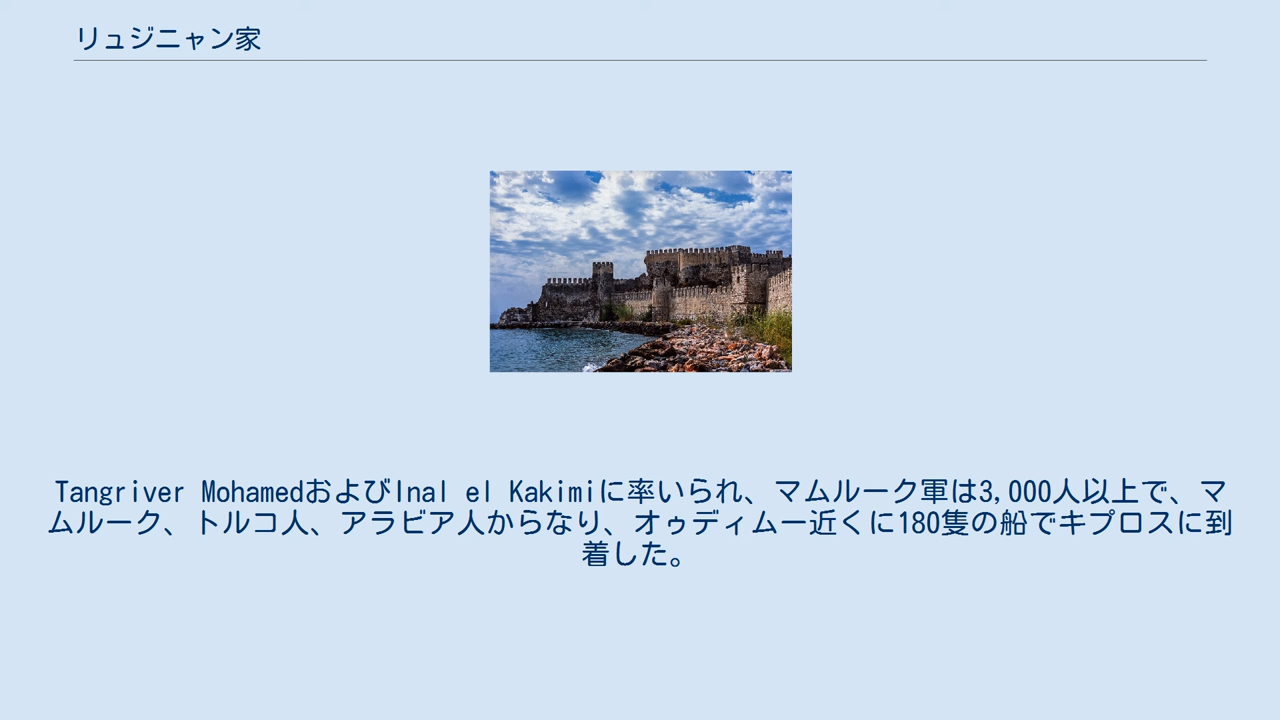 リュジニャン家
Tangriver MohamedおよびInal el Kakimiに率いられ、マムルーク軍は3,000人以上で、マ
ムルーク、トルコ人、アラビア人からなり、オゥディムー近くに180隻の船でキプロスに到
着した。